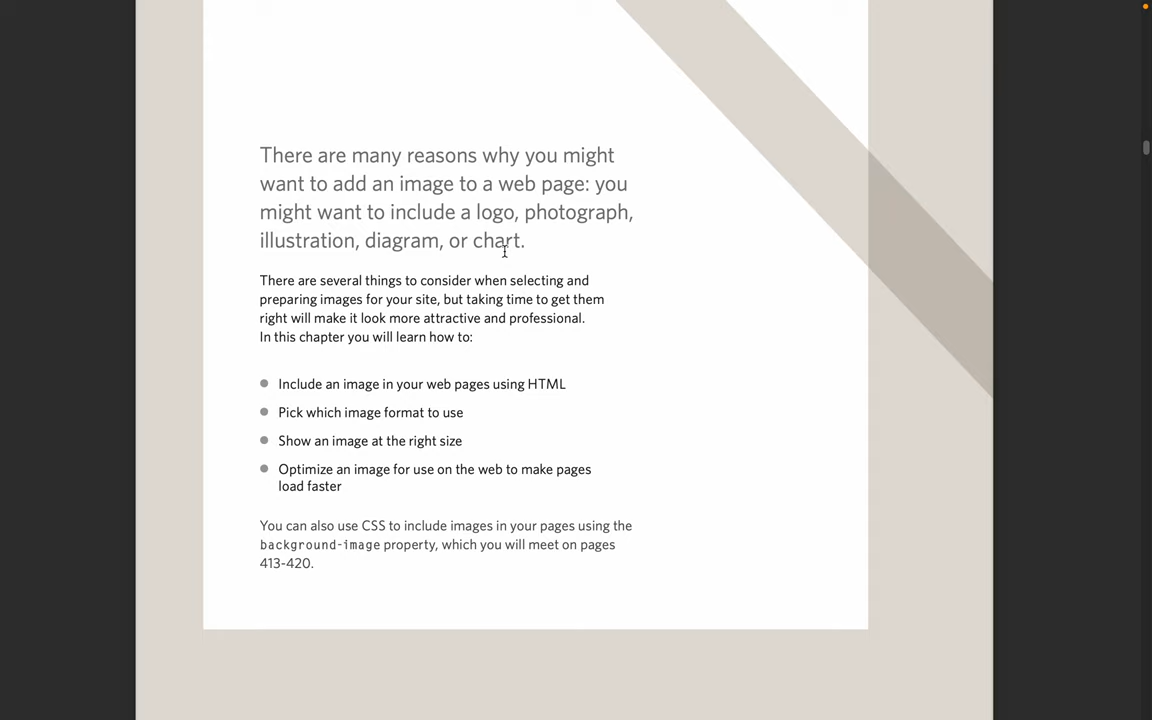 There are many reasons why you might
want to add an image to a web page: you
might want to include a logo, photograph,
illustration, diagram, or chart.
There are several things to consider when selecting and
preparing images for your site, but taking time to get them
right will make it look more attractive and professional.
In this chapter you will learn how to:
Include an image in your web pages using HTML
Pick which image format to use
Show an image at the right size
Optimize an image for use on the web to make pages
load faster
You can also use CSS to include images in your pages using the
background-image property, which you will meet on pages
413-420.